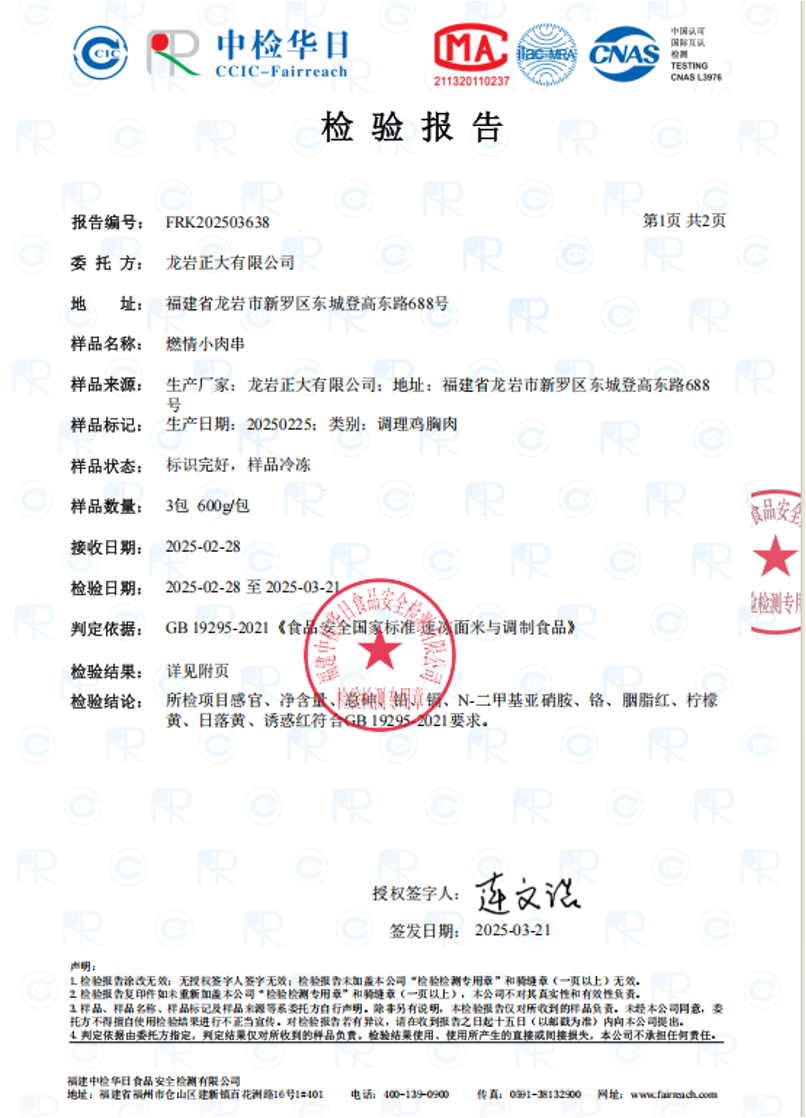 CCIC
中检华日
CCIC-Fairreach
MA
211320110237
ilac-MRA
CNAS
中国认可
国际互认
检测
TESTING
CNAS L3976
检验报告
报告编号: FRK202503638
第1页 共2页
委托方: 龙岩正大有限公司
地 址: 福建省龙岩市新罗区东城登高东路688号
样品名称: 燃情小肉串
样品来源: 生产厂家:龙岩正大有限公司;地址:福建省龙岩市新罗区东城登高东路688
号
样品标记: 生产日期:20250225;类别:调理鸡胸肉
样品状态: 标识完好,样品冷冻
样品数量: 3包 600g/包
接收日期: 2025-02-28
检验日期: 2025-02-28 至 2025-03-21
判定依据: GB 19295-2021《食品安全国家标准 速冻面米与调制食品》
检验结果: 详见附页
检验结论: 所检项目感官、净含量、总砷、铅、镉、N-二甲基亚硝胺、铬、胭脂红、柠檬
黄、日落黄、诱惑红符合GB 19295-2021要求。
福建中检华日食品安全检测有限公司
检验检测专用章
食品安全
检验检测专用
授权签字人: 连文浩
签发日期: 2025-03-21
声明:
1.检验报告涂改无效;无授权签字人签字无效;检验报告未加盖本公司“检验检测专用章”和骑缝章(一页以上)无效。
2.检验报告复印件如未重新加盖本公司“检验检测专用章”和骑缝章(一页以上),本公司不对其真实性和有效性负责。
3.样品、样品名称、样品标记及样品来源等系委托方自行声明。除非另有说明,本检验报告仅对所收到的样品负责。未经本公司同意,委
托方不得擅自使用检验结果进行不正当宣传。对检验报告若有异议,请在收到报告之日起十五日(以邮戳为准)内向本公司提出。
4.判定依据由委托方指定,判定结果仅对所收到的样品负责。检验结果使用、使用所产生的直接或间接损失,本公司不承担任何责任。
福建中检华日食品安全检测有限公司
地址:福建省福州市仓山区建新镇百花洲路16号1#401 电话:400-139-0900 传真:0591-38132900 网址:www.fairreach.com